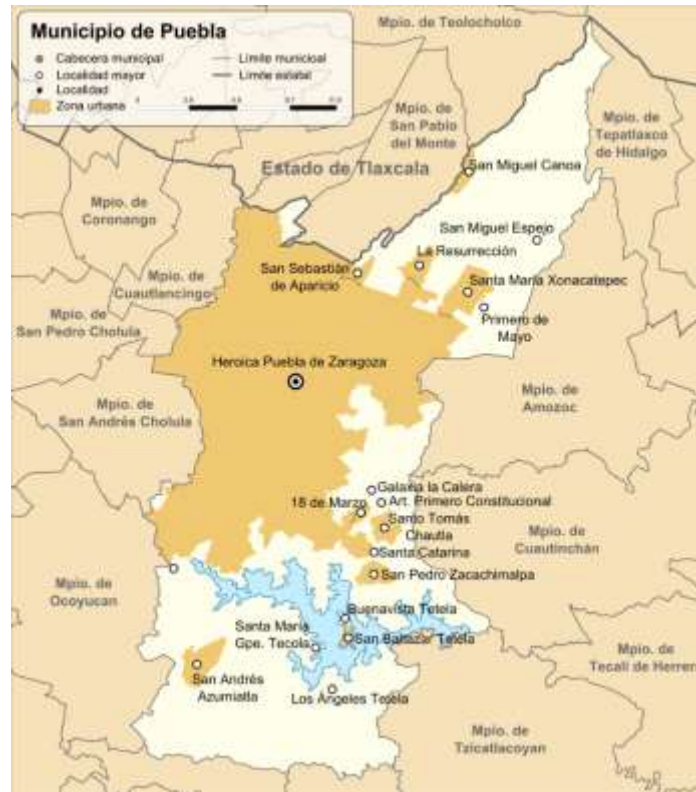 Municipio de Puebla
Cabecera municipal
Localidad mayor
Localidad
Zona urbana
Límite municipal
Límite estatal
0
Mpio. de Teolocholco
Mpio. de
San Pablo
del Monte
Mpio. de
Tepatlaxco
de Hidalgo
Estado de Tlaxcala
San Miguel Canoa
Mpio. de
Coronango
San Miguel Espejo
La Resurrección
San Sebastián
de Aparicio
Mpio. de
Cuautlancingo
Santa María Xonacatepec
Mpio. de
San Pedro Cholula
Primero de
Mayo
Heroica Puebla de Zaragoza
Mpio. de
San Andrés Cholula
Mpio. de
Amozoc
Galaxia la Calera
18 de Marzo
Art. Primero Constitucional
Santo Tomás
Chautla
Mpio. de
Cuautinchán
Santa Catarina
Mpio. de
Ocoyucan
San Pedro Zacachimalpa
Buenavista Tetela
Santa María
Gpe. Tecola
San Baltazar Tetela
Mpio. de
Tecali de Herrer
San Andrés
Azumiatla
Los Ángeles Tetela
Mpio. de
Tzicatlacoyan